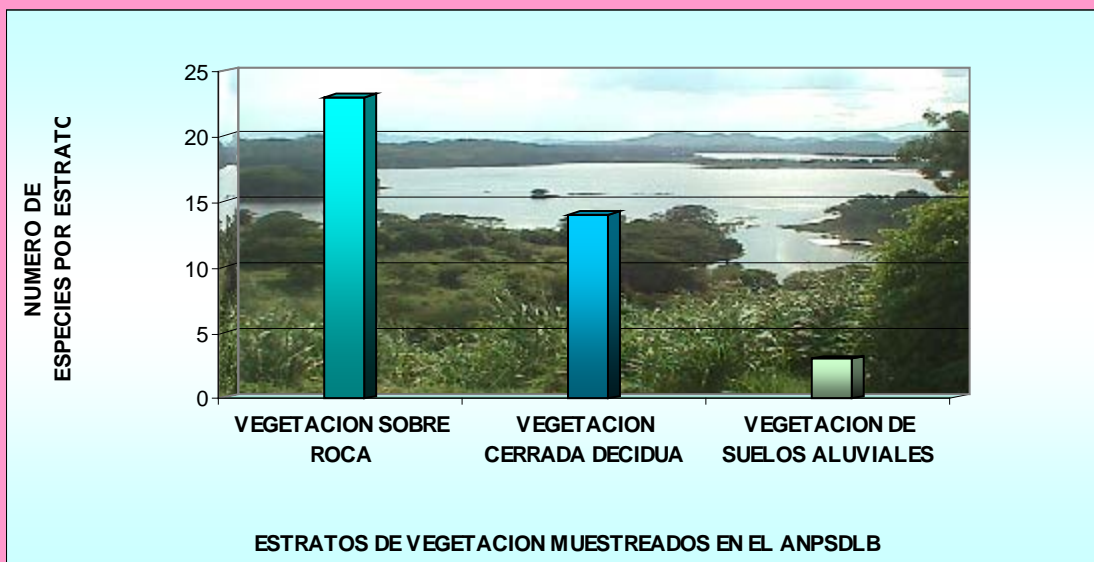 NUMERO DE
ESPECIES POR ESTRATO
25
20
15
10
5
0
VEGETACION SOBRE
ROCA
VEGETACION
CERRADA DECIDUA
VEGETACION DE
SUELOS ALUVIALES
ESTRATOS DE VEGETACION MUESTREADOS EN EL ANPSDLB